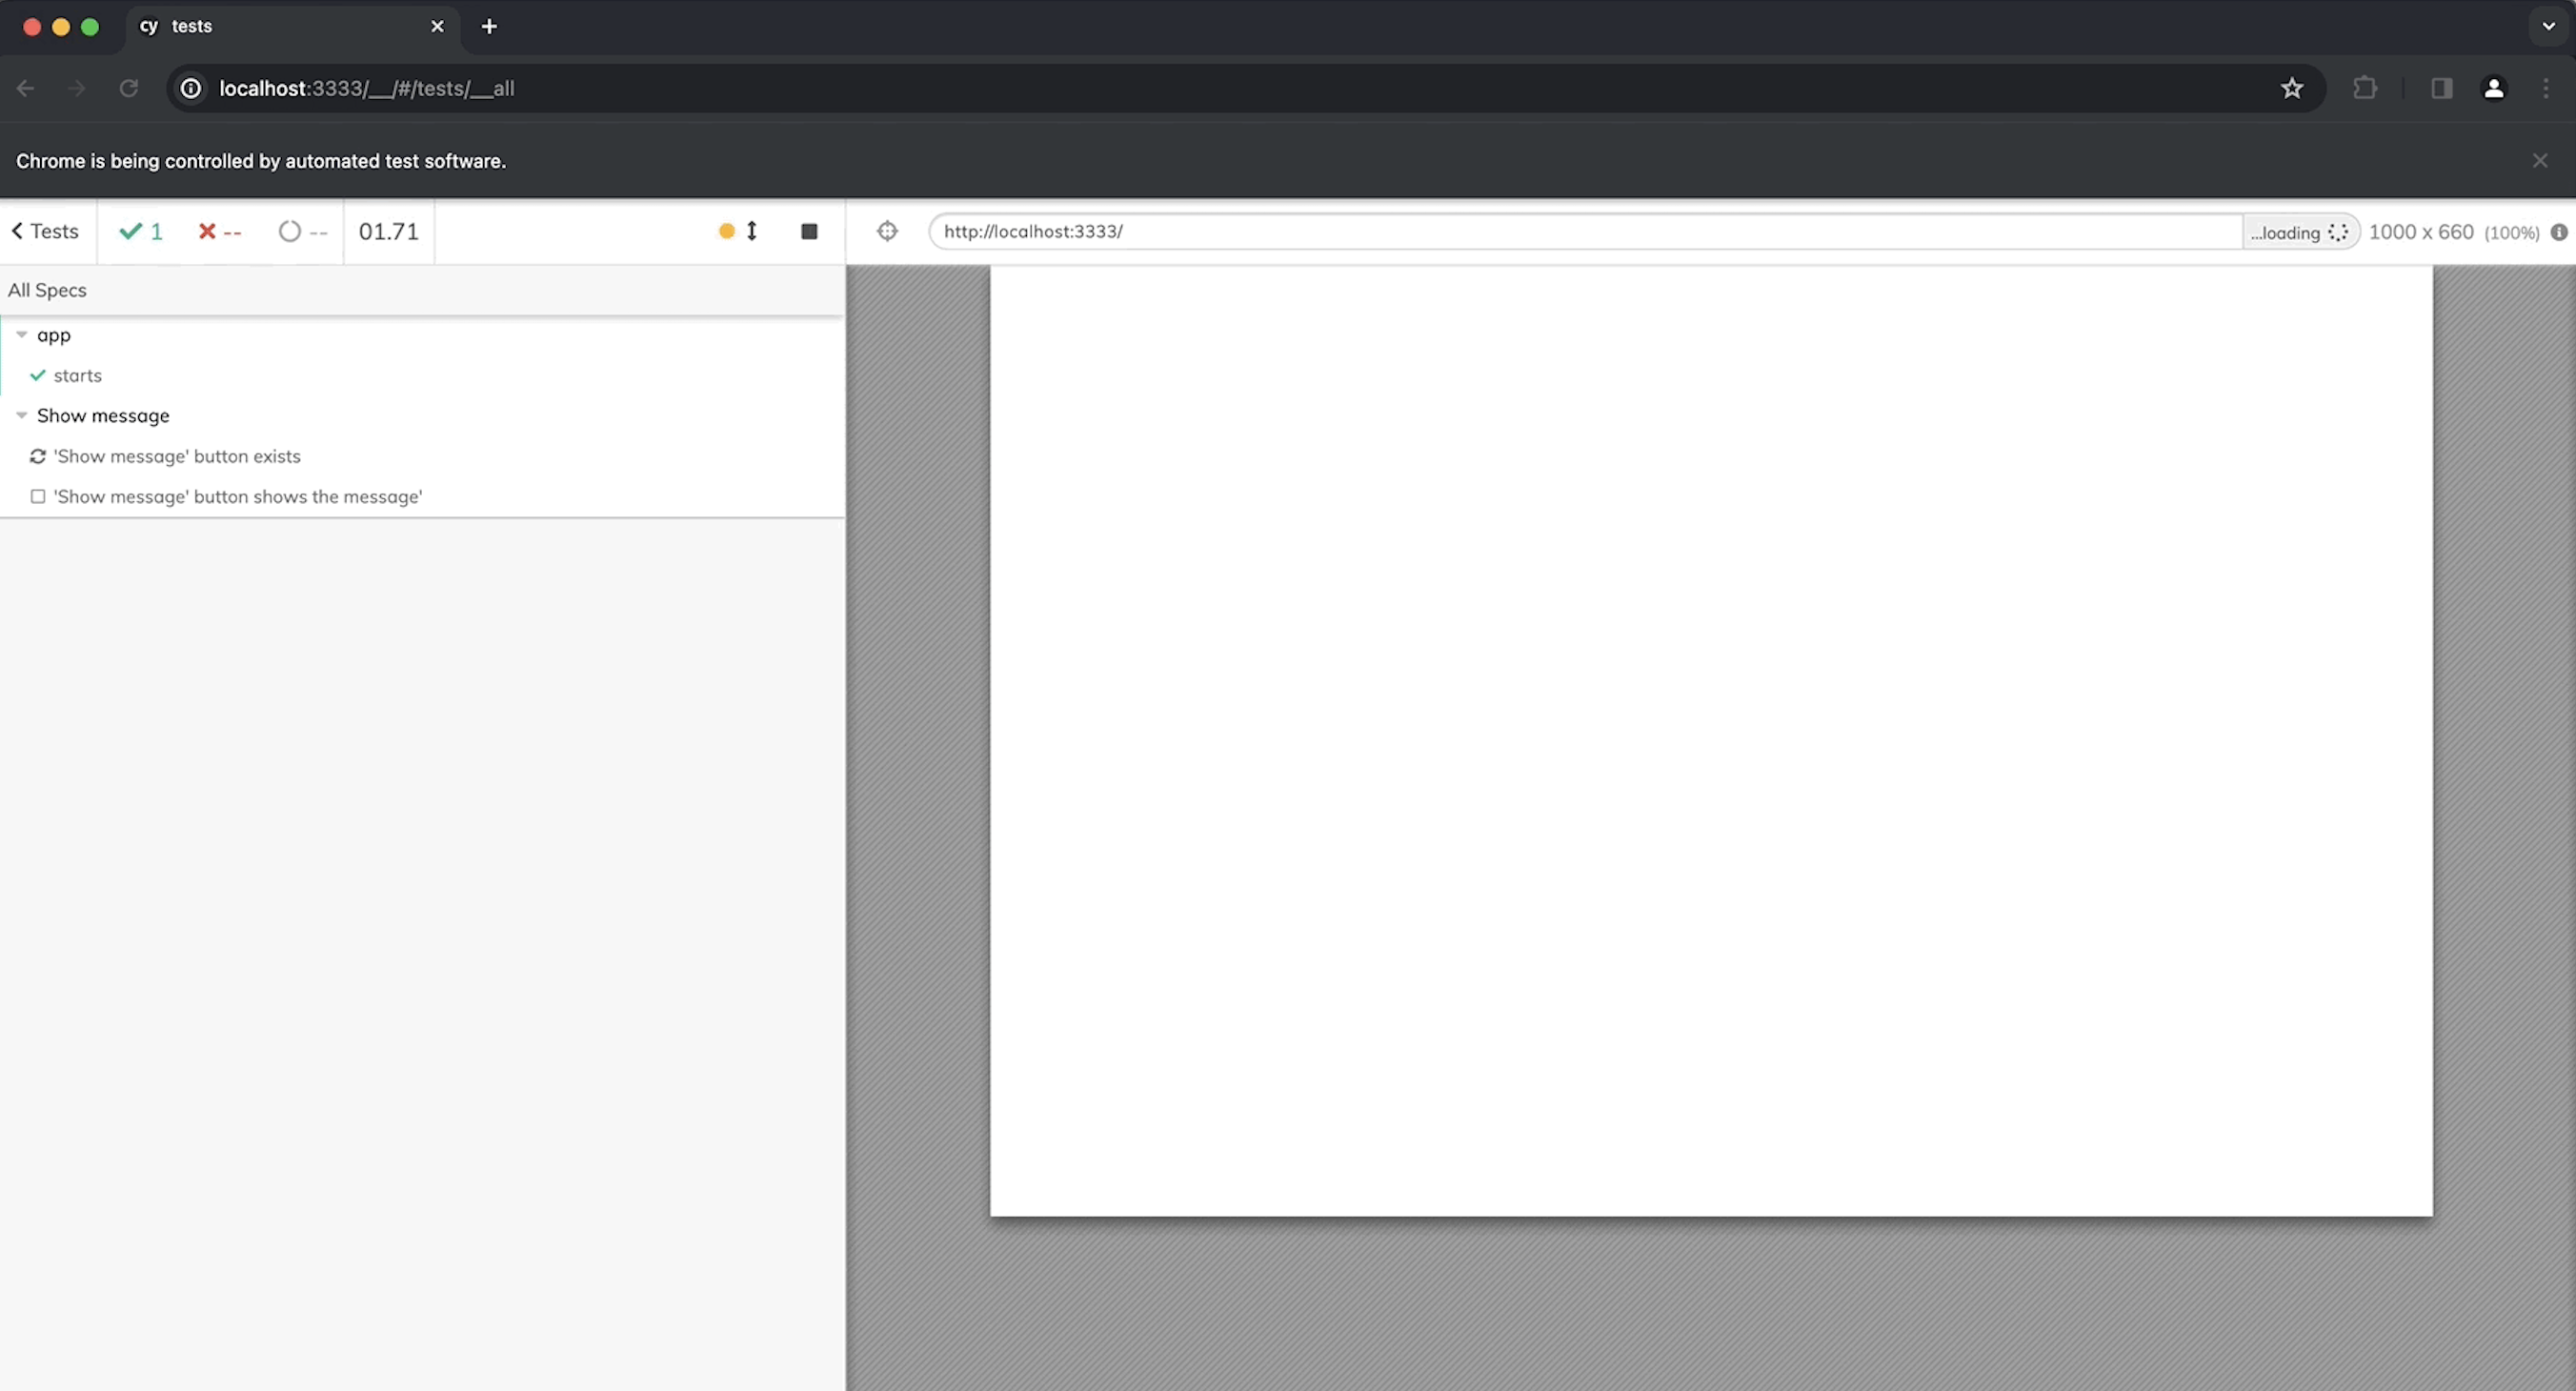 cy tests
localhost:3333/__/#/tests/__all
Chrome is being controlled by automated test software.
Tests 1 -- -- 01.71
http://localhost:3333/ ...loading 1000 x 660 (100%)
All Specs
app
starts
Show message
'Show message' button exists
'Show message' button shows the message'